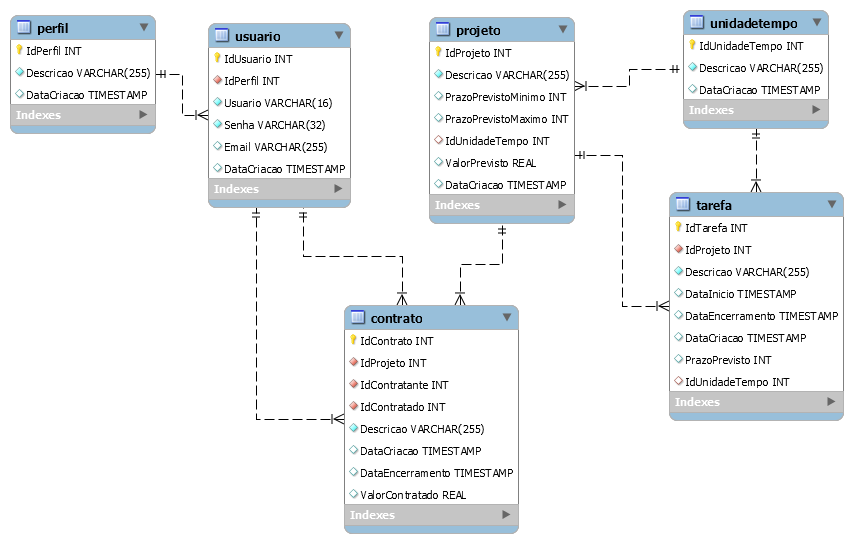 perfil
IdPerfil INT
Descricao VARCHAR(255)
DataCriacao TIMESTAMP
Indexes
usuario
IdUsuario INT
IdPerfil INT
Usuario VARCHAR(16)
Senha VARCHAR(32)
Email VARCHAR(255)
DataCriacao TIMESTAMP
Indexes
projeto
IdProjeto INT
Descricao VARCHAR(255)
PrazoPrevistoMinimo INT
PrazoPrevistoMaximo INT
IdUnidadeTempo INT
ValorPrevisto REAL
DataCriacao TIMESTAMP
Indexes
unidadetempo
IdUnidadeTempo INT
Descricao VARCHAR(255)
DataCriacao TIMESTAMP
Indexes
tarefa
IdTarefa INT
IdProjeto INT
Descricao VARCHAR(255)
DataInicio TIMESTAMP
DataEncerramento TIMESTAMP
DataCriacao TIMESTAMP
PrazoPrevisto INT
IdUnidadeTempo INT
Indexes
contrato
IdContrato INT
IdProjeto INT
IdContratante INT
IdContratado INT
Descricao VARCHAR(255)
DataCriacao TIMESTAMP
DataEncerramento TIMESTAMP
ValorContratado REAL
Indexes